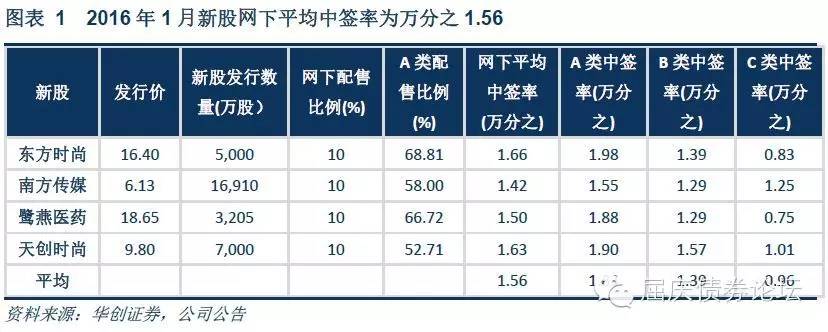 图表 1 2016 年 1 月新股网下平均中签率为万分之 1.56
新股 发行价 新股发行数量(万股) 网下配售比例(%) A 类配售比例(%) 网下平均中签率(万分之) A 类中签率(万分之) B 类中签率(万分之) C 类中签率(万分之)
东方时尚 16.40 5,000 10 68.81 1.66 1.98 1.39 0.83
南方传媒 6.13 16,910 10 58.00 1.42 1.55 1.29 1.25
鹭燕医药 18.65 3,205 10 66.72 1.50 1.88 1.29 0.75
天创时尚 9.80 7,000 10 52.71 1.63 1.90 1.57 1.01
平均 1.56 1.39 0.96
资料来源:华创证券,公司公告
屈庆债券论坛